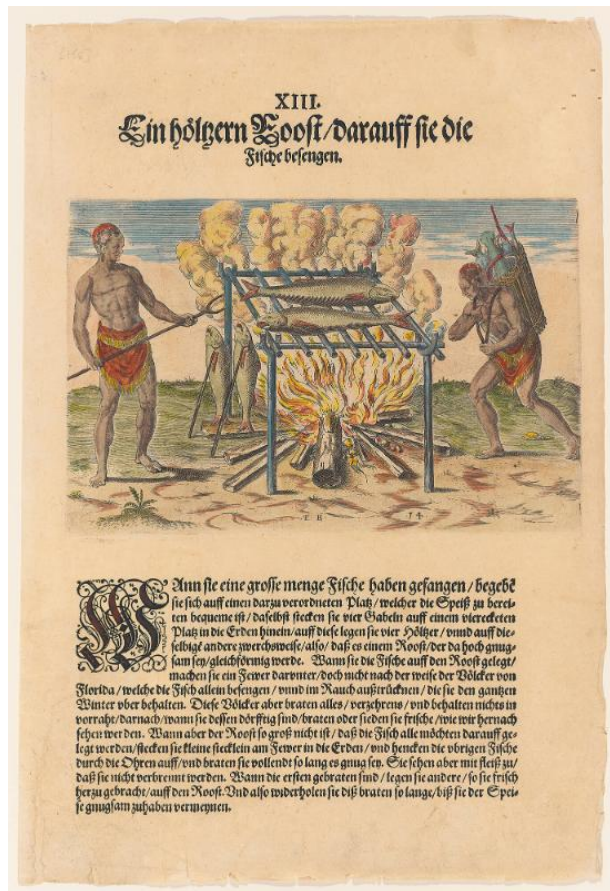 XIII.
Ein höltzern Roost/darauff sie die
Fische besengen.
T B
14
WAnn sie eine grosse menge Fische haben gefangen/begebē
sie sich auff einen darzu verordneten Platz/welcher die Speiß zu berei-
ten bequeme ist/daselbst stecken sie vier Gabeln auff einem viereckten
Platz in die Erden hinein/auff diese legen sie vier Höltzer/vnnd auff die-
selbige andere zwerchsweise/also/daß es einem Roost/der da hoch gnug-
sam sey/gleichförmig werde. Wann sie die Fische auff den Roost gelegt/
machen sie ein Fewer darvnter/doch nicht nach der weise der Völcker von
Florida/welche die Fisch allein besengen/vnnd im Rauch außtrücknen/die sie den gantzen
Winter vber behalten. Diese Völcker aber braten alles/verzehrens/vnd behalten nichts in
vorraht/darnach/wann sie dessen dörfftig sind/braten oder sieden sie frische/wie wir hernach
sehen werden. Wann aber der Roost so groß nicht ist/daß die Fisch alle möchten darauff ge-
legt werden/stecken sie kleine stecklein am Fewer in die Erden/vnd hencken die vbrigen Fische
durch die Ohren auff/vnd braten sie vollendt so lang es gnug sey. Sie sehen aber mit fleiß zu/
daß sie nicht verbrennt werden. Wann die ersten gebraten sind/legen sie andere/so sie frisch
herzu gebracht/auff den Roost. Vnd also widerholen sie diß braten so lange/biß sie der Spei-
se gnugsam zuhaben vermeynen.